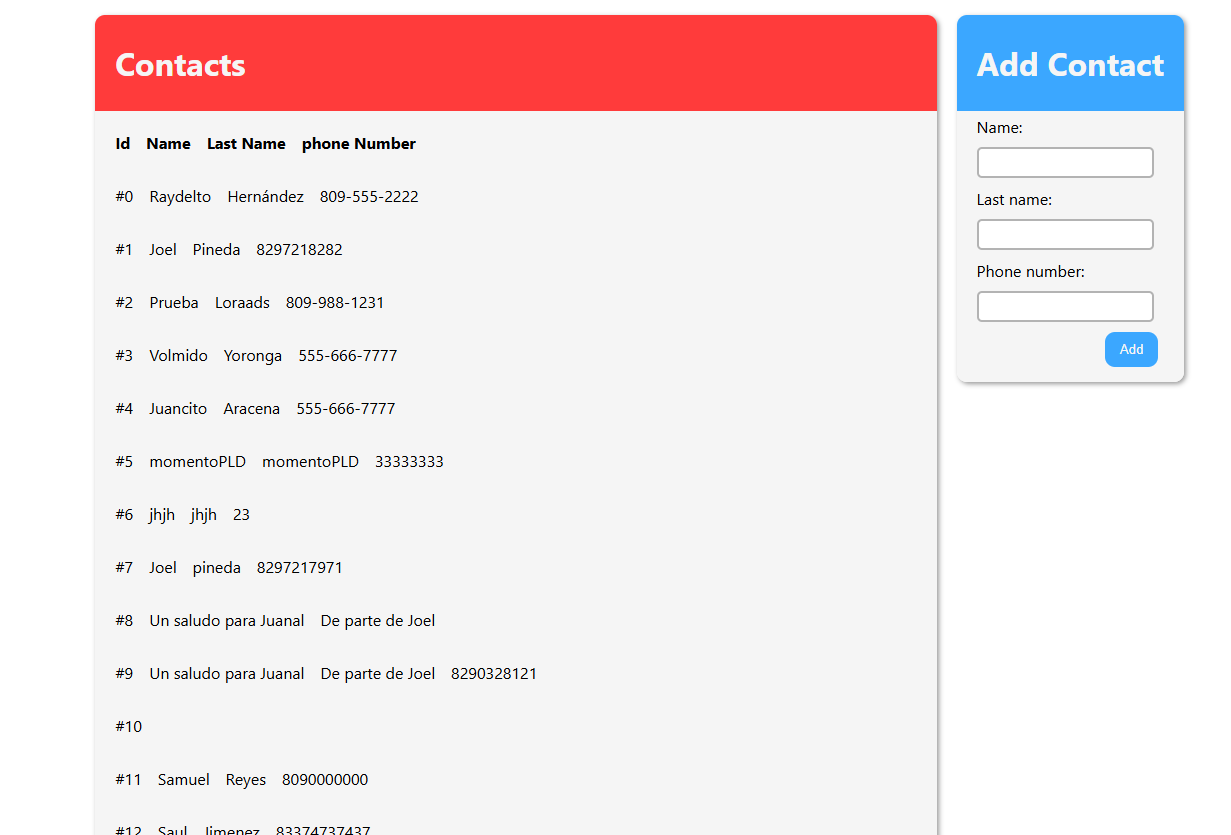 Contacts
Id Name Last Name phone Number
#0 Raydelto Hernández 809-555-2222
#1 Joel Pineda 8297218282
#2 Prueba Loraads 809-988-1231
#3 Volmido Yoronga 555-666-7777
#4 Juancito Aracena 555-666-7777
#5 momentoPLD momentoPLD 33333333
#6 jhjh jhjh 23
#7 Joel pineda 8297217971
#8 Un saludo para Juanal De parte de Joel
#9 Un saludo para Juanal De parte de Joel 8290328121
#10
#11 Samuel Reyes 8090000000
#12 Saul Jimenez 83374737437
Add Contact
Name:
Last name:
Phone number:
Add